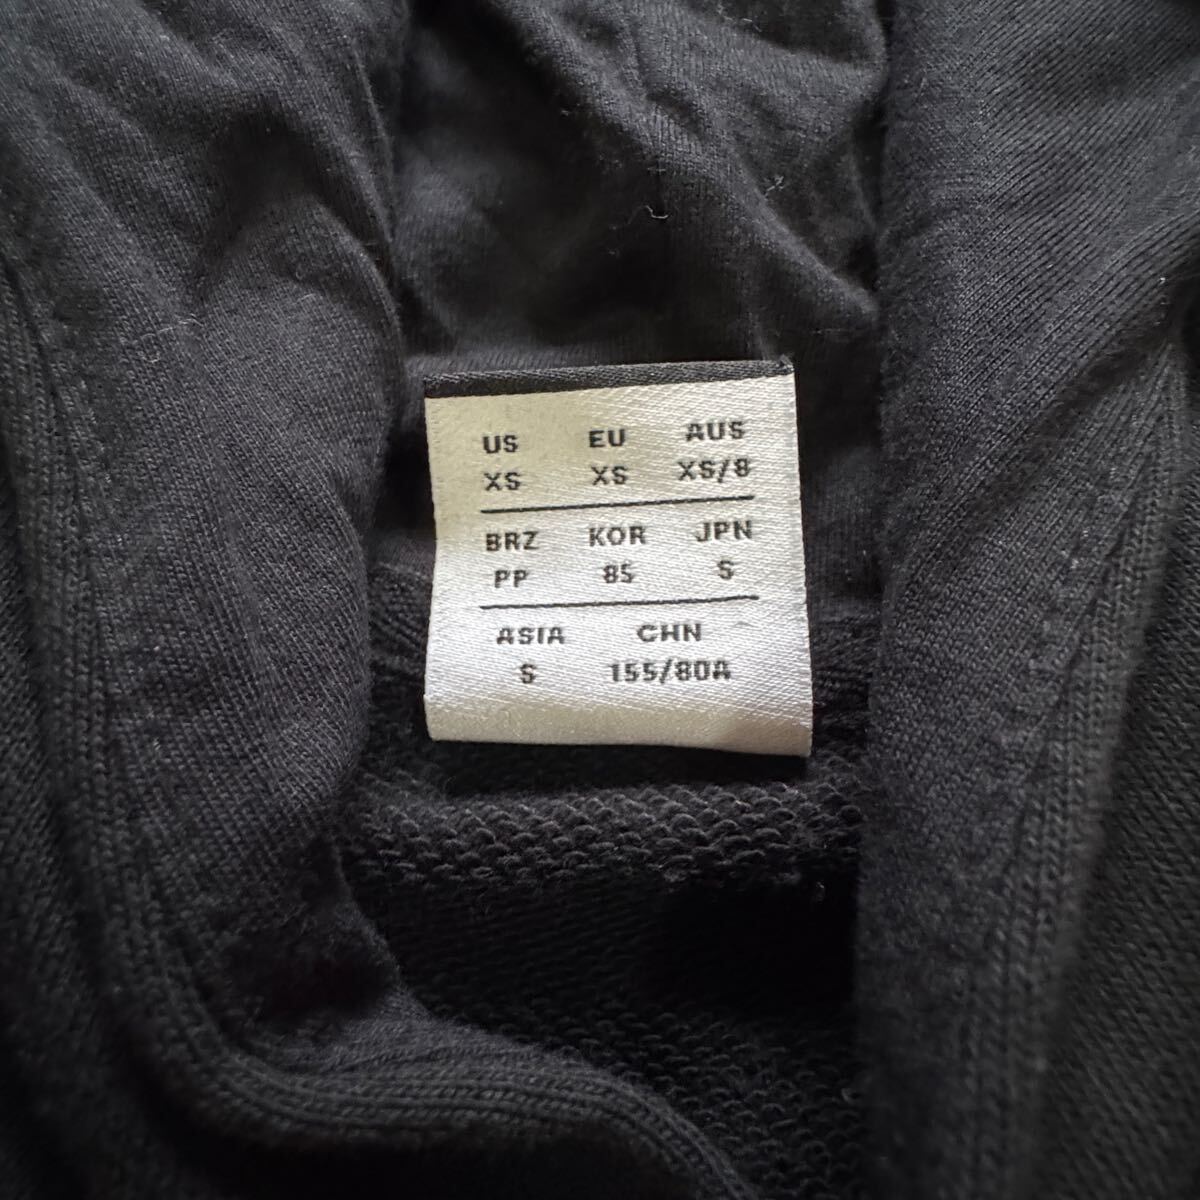 US EU AUS
XS XS XS/8
BRZ KOR JPN
PP 85 S
ASIA CHN
S 155/80A